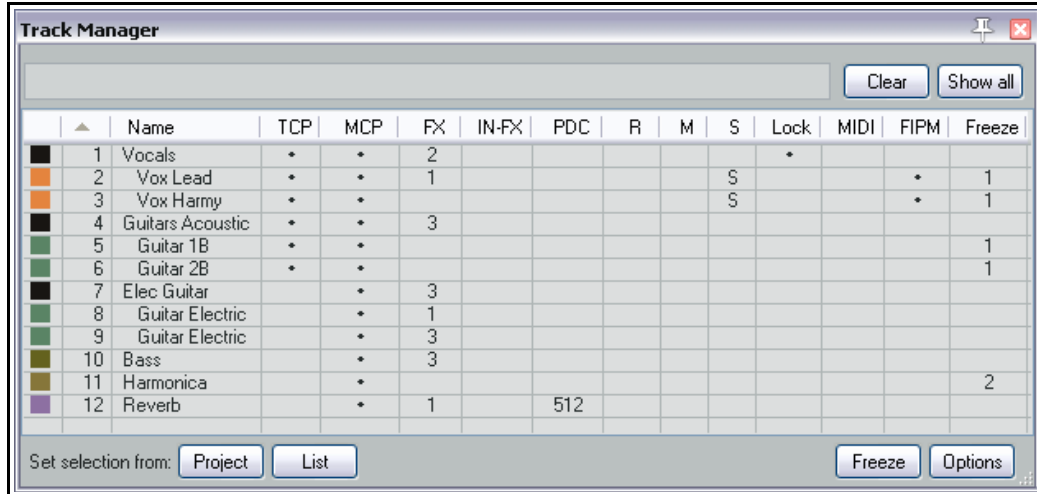 Track Manager
Clear Show all
Name TCP MCP FX IN-FX PDC R M S Lock MIDI FIPM Freeze
1 Vocals • • 2 •
2 Vox Lead • • 1 S • 1
3 Vox Harmy • • S • 1
4 Guitars Acoustic • • 3
5 Guitar 1B • • 1
6 Guitar 2B • • 1
7 Elec Guitar • 3
8 Guitar Electric • 1
9 Guitar Electric • 3
10 Bass • 3
11 Harmonica • 2
12 Reverb • 1 512
Set selection from: Project List Freeze Options